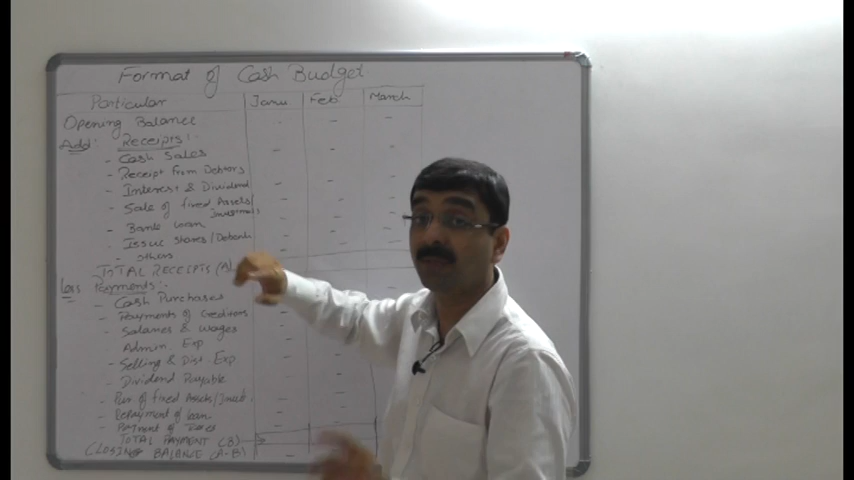 Format of Cash Budget
Particular Janu Feb March
Opening Balance - - -
Add: Receipts:-
- Cash Sales - -
- Receipt from Debtors
- Interest & Dividend - -
- Sale of fixed Assets/
Investments
- Bank loan - -
- Issue Shares/Debent
- others
TOTAL RECEIPTS (A)
Less Payments:-
- Cash Purchases
- Payments of Creditors
- Salaries & Wages
- Admin. Exp
- Selling & Dist. Exp
- Dividend Payable
- Pur. of fixed Assets/Invest.
- Repayment of loan
- Payment of Taxes
TOTAL PAYMENT (B)
CLOSING BALANCE (A-B)